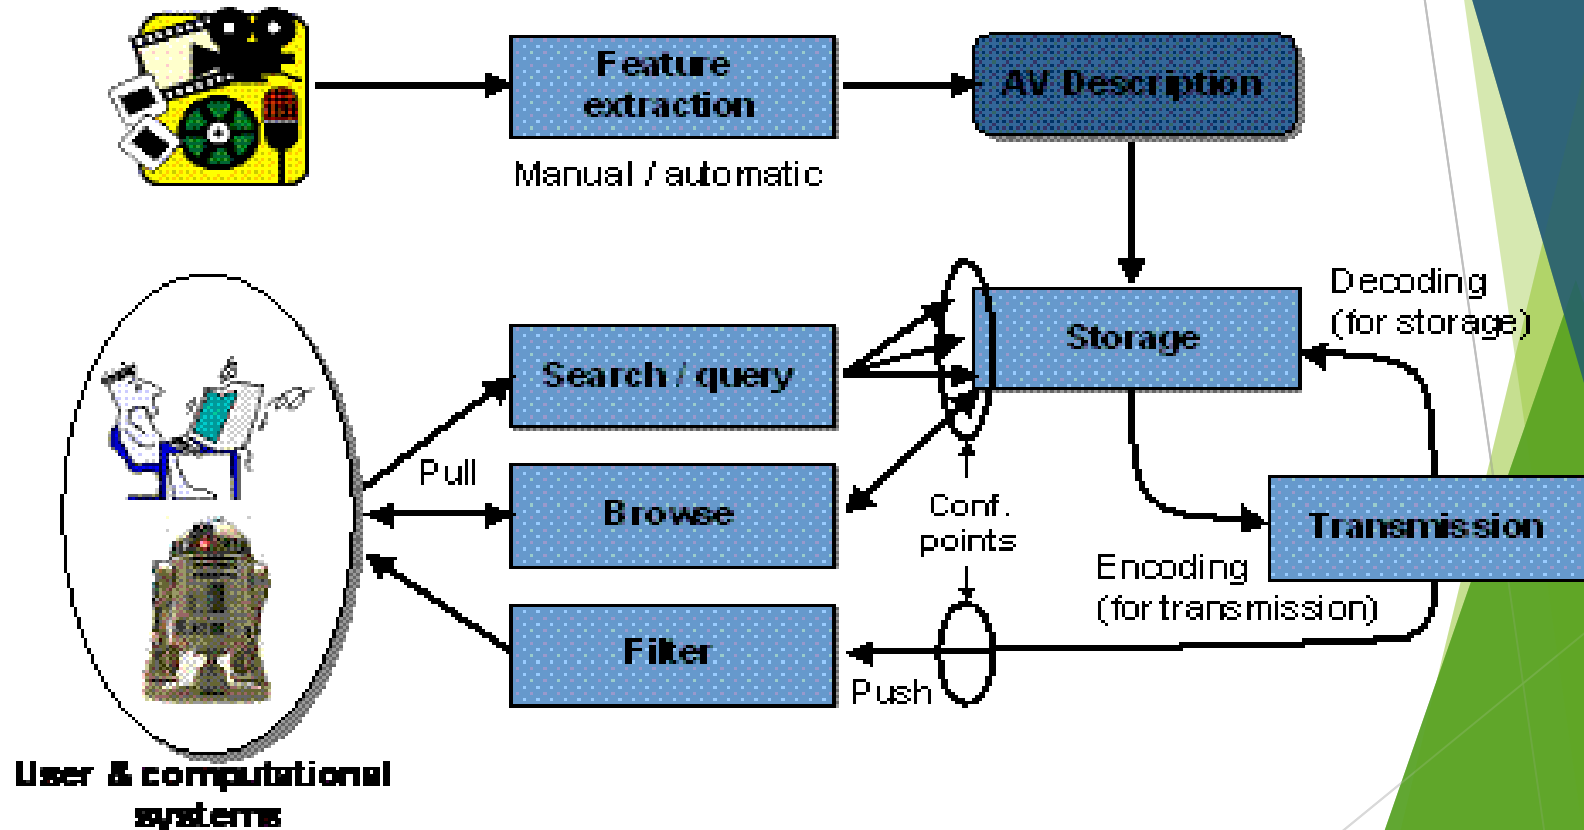 Feature
extraction
AV Description
Manual / automatic
Decoding
(for storage)
Storage
Search / query
Pull
Browse
Conf.
points
Transmission
Encoding
(for transmission)
Filter
Push
User & computational
systems